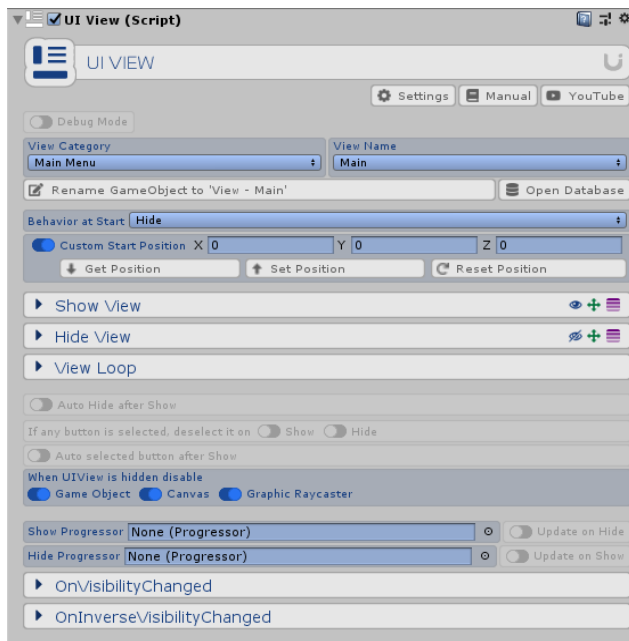 UI View (Script)
UI VIEW
Settings Manual YouTube
Debug Mode
View Category View Name
Main Menu Main
Rename GameObject to 'View - Main' Open Database
Behavior at Start Hide
Custom Start Position X 0 Y 0 Z 0
Get Position Set Position Reset Position
Show View
Hide View
View Loop
Auto Hide after Show
If any button is selected, deselect it on Show Hide
Auto selected button after Show
When UIView is hidden disable
Game Object Canvas Graphic Raycaster
Show Progressor None (Progressor) Update on Hide
Hide Progressor None (Progressor) Update on Show
OnVisibilityChanged
OnInverseVisibilityChanged